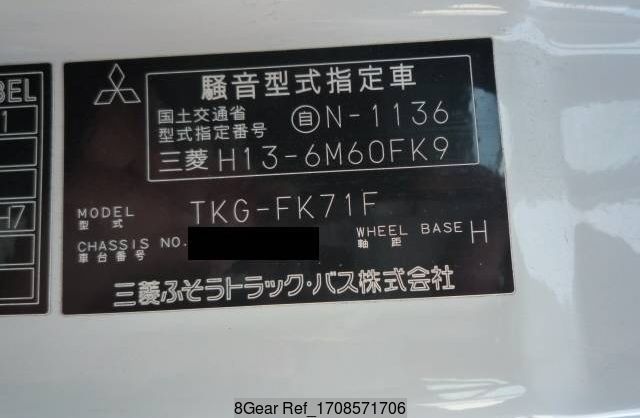 BEL
1
H7
騒音型式指定車
国土交通省
型式指定番号
自N-1136
三菱 H13-6M60FK9
MODEL
型式
TKG-FK71F
CHASSIS NO.
車台番号
WHEEL BASE H
軸距
三菱ふそうトラック・バス株式会社
8Gear Ref_1708571706